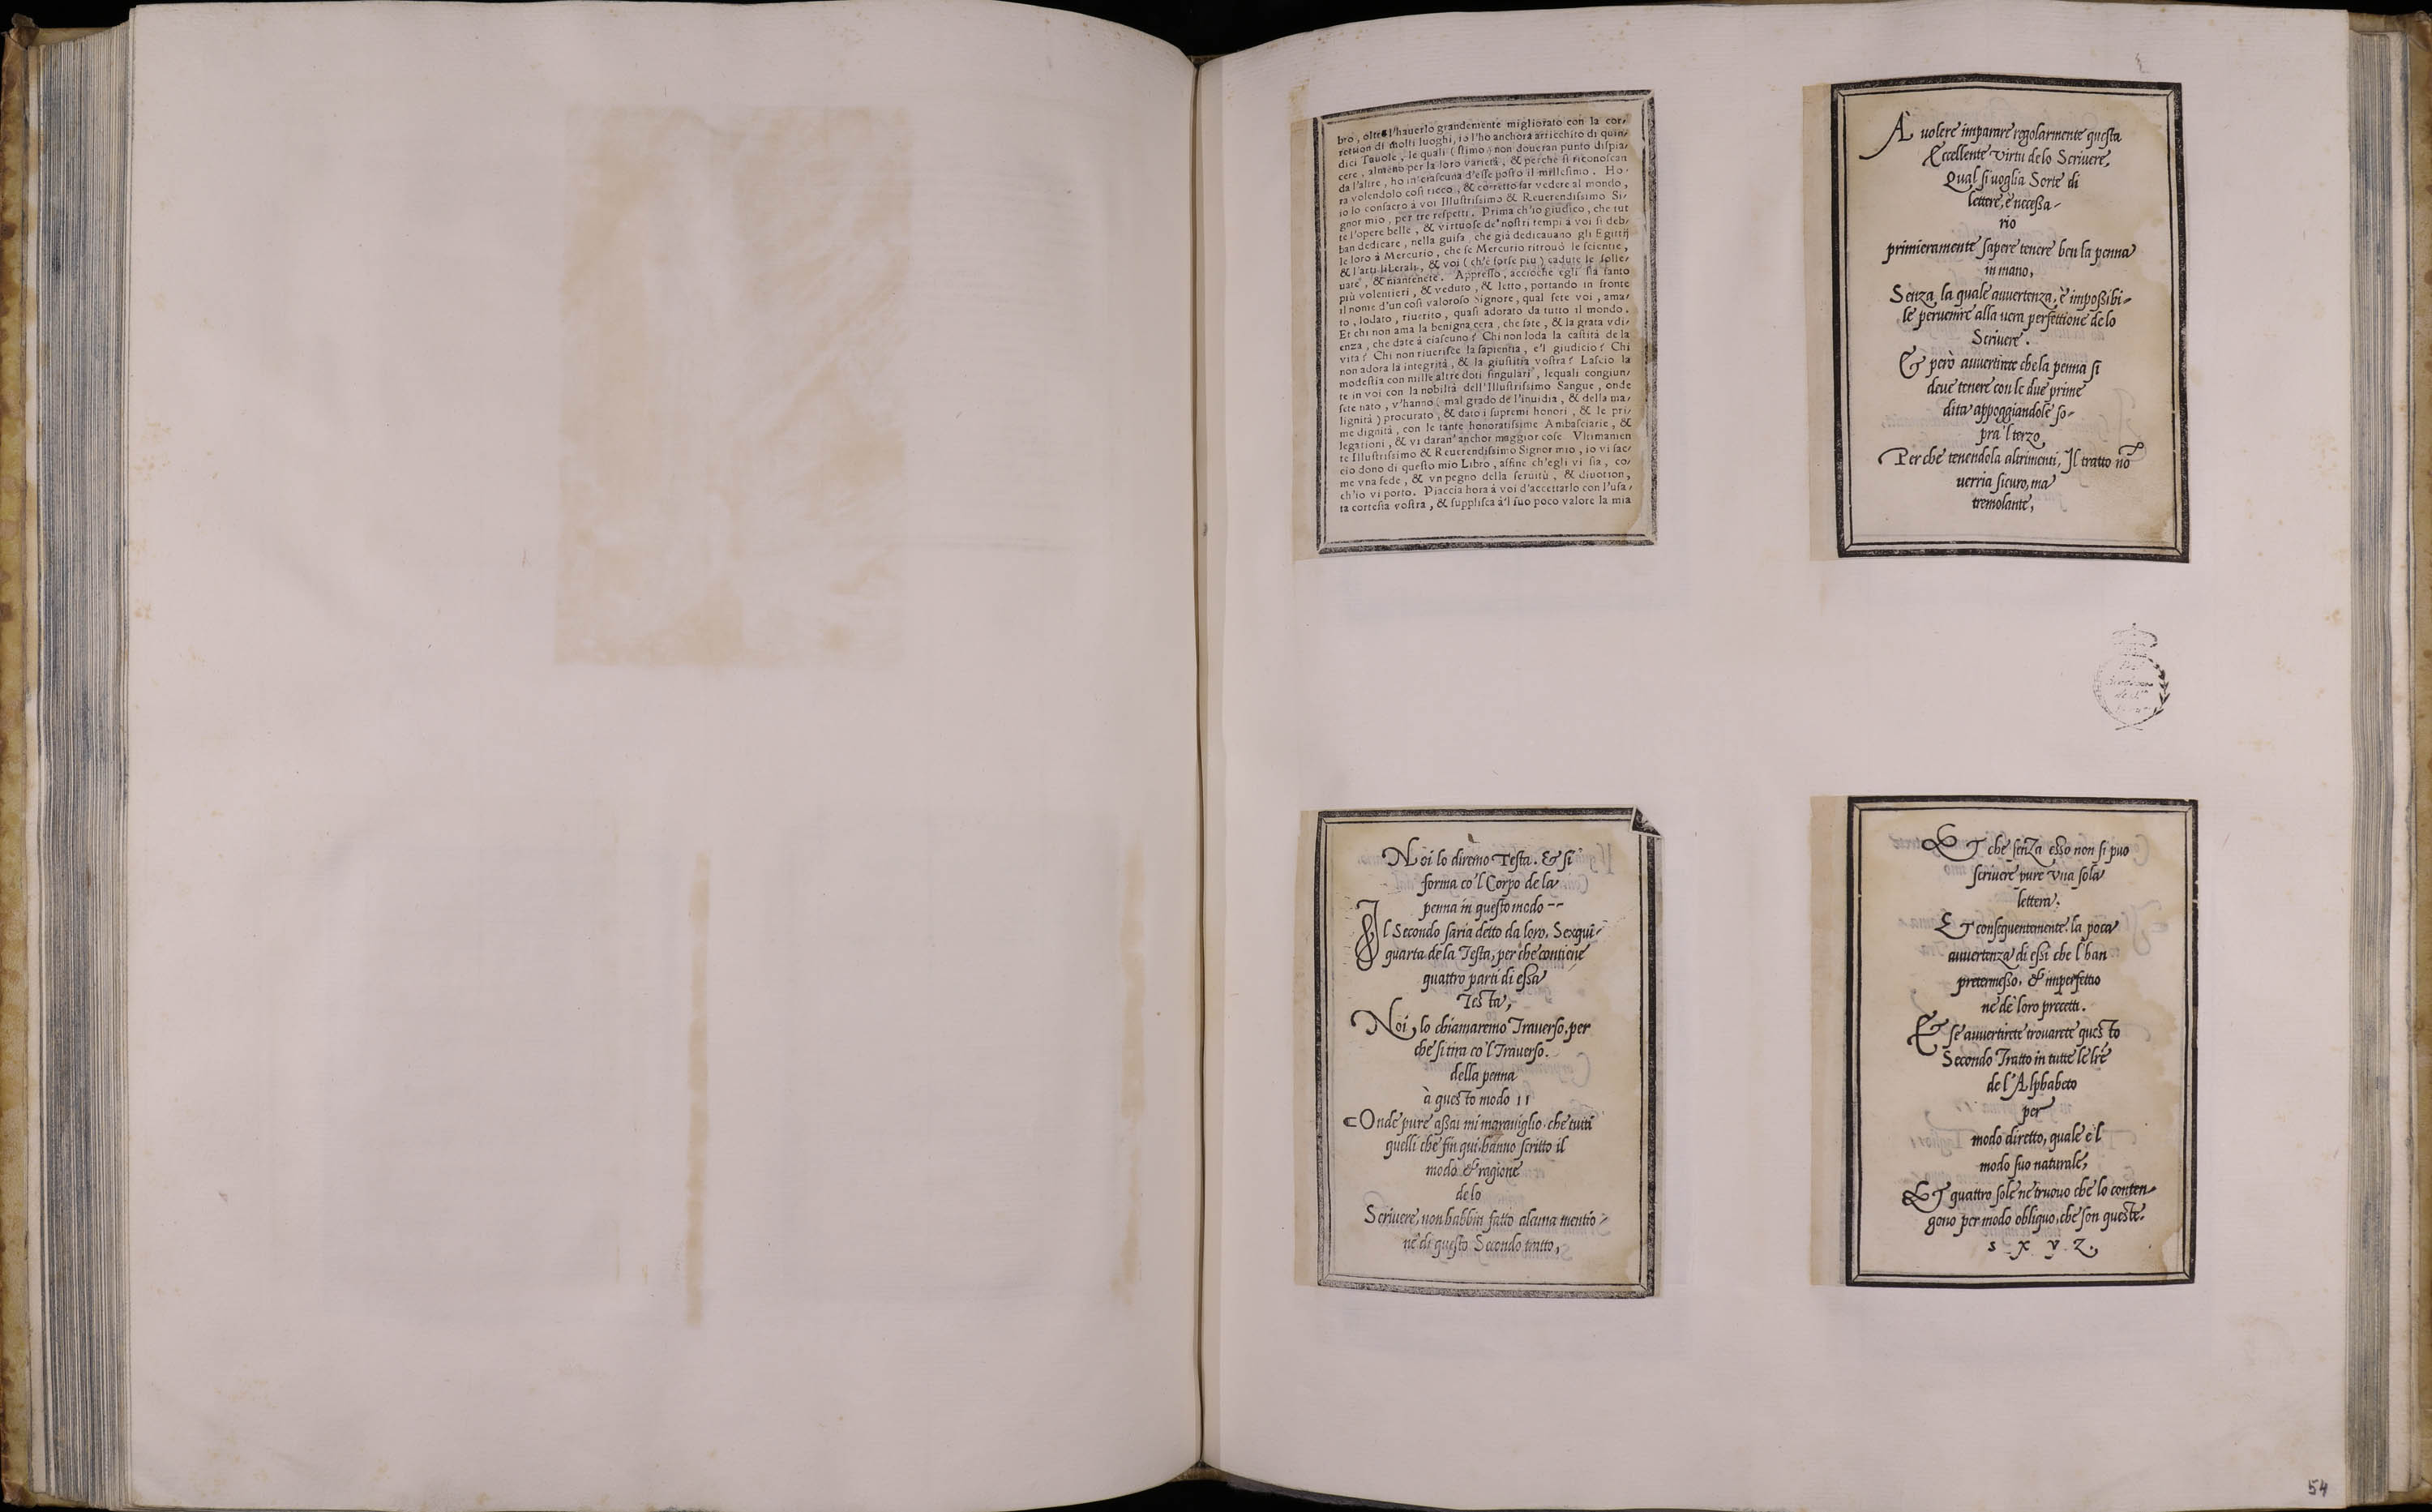 bro, oltre l'hauerlo grandemente migliorato con la cor-
rettion di molti luoghi, io l'ho anchora arricchito di quin-
dici Tauole, le quali (stimo) non doueran punto dispia-
cere, almeno per la loro varietà, & perche si riconoscan
da l'altre, ho in ciascuna d'esse posto il millesimo. Ho-
ra volendolo così ricco, & corretto far vedere al mondo,
io lo consacro à voi Illustrissimo & Reuerendissimo Si-
gnor mio, per tre respetti. Prima ch'io giudico, che tut
te l'opere belle, & virtuose de' nostri tempi à voi si deb-
ban dedicare, nella guisa, che già dedicauano gli Egittij
le loro à Mercurio, che se Mercurio ritrouò le scientie,
& l'arti liberali, & voi (ch'è forse più) cadute le solle-
uate, & mantenete. Appresso, accioche egli sia tanto
più volentieri, & veduto, & letto, portando in fronte
il nome d'un così valoroso Signore, qual sete voi, ama-
to, lodato, riuerito, quasi adorato da tutto il mondo.
Et chi non ama la benigna cera, che fate, & la grata vdi-
enza, che date à ciascuno? Chi non loda la castità de la
vita? Chi non riuerisce la sapientia, e'l giudicio? Chi
non adora la integrità, & la giustitia vostra? Lascio la
modestia con mille altre doti singulari, lequali congiun-
te in voi con la nobiltà dell'Illustrissimo Sangue, onde
sete nato, v'hanno (mal grado de l'inuidia, & della ma-
lignità) procurato, & dato i supremi honori, & le pri-
me dignità, con le tante honoratissime Ambasciarie, &
legationi, & vi daran' anchor maggior cose. Vltimamen
te Illustrissimo & Reuerendissimo Signor mio, io vi fac-
cio dono di questo mio Libro, affine ch'egli vi sia, co-
me vna fede, & vn pegno della seruitù, & diuotion,
ch'io vi porto. Piaccia hora à voi d'accettarlo con l'usa-
ta cortesia vostra, & supplisca à'l suo poco valore la mia
À volere imparare regolarmente questa
Eccellente virtu de lo Scriuere,
Qual si uoglia Sorte di
lettere, è necessa-
rio
primieramente sapere tenere ben la penna
in mano,
Senza la quale auuertenza, è impossibi-
le peruenire alla uera perfettione de lo
Scriuere.
& però auuertirete che la penna si
deue tenere con le due prime
dita appoggiandole so-
pra'l terzo,
Perche tenendola altrimenti, Il tratto nõ
uerria sicuro, ma
tremolante,
Noi lo diremo Testa. & si
forma co'l Corpo de la
penna in questo modo --
Il Secondo saria detto da loro, Sexqui-
quarta de la Testa, per che contiene
quattro parti di essa
Testa,
Noi, lo chiamaremo Trauerso, per
che si tira co'l Trauerso.
della penna
à questo modo ıı
Onde pure assai mi marauiglio, che tutti
quelli che fin qui hanno scritto il
modo & ragione
de lo
Scriuere, non habbin fatto alcuna mentio-
ne di questo Secondo tratto,
ET che senza esso non si puo
scriuere pure vna sola
lettera.
ET consequentemente, la poca
auuertenza di essi che l'han
pretermesso, & imperfettio
ne de loro precetti.
& se auuertirete trouarete questo
Secondo Tratto in tutte le lrẽ
de l'Alphabeto
per
modo diretto, quale e'l
modo suo naturale,
ET quattro sole ne truouo che lo conten-
gono per modo obliquo, che son queste.
s x y z,
54